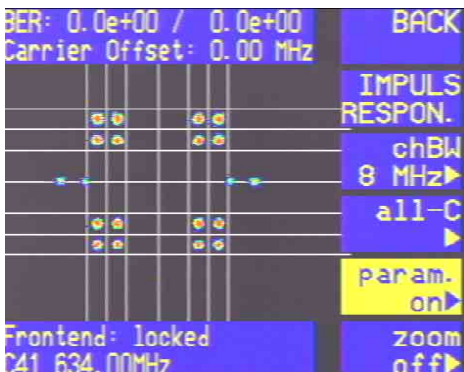 BER: 0.0e+00 / 0.0e+00
Carrier Offset: 0.00 MHz
BACK
IMPULS
RESPON.
chBW
8 MHz
all-C
param.
on
Frontend: locked
C41 634.00MHz
zoom
off